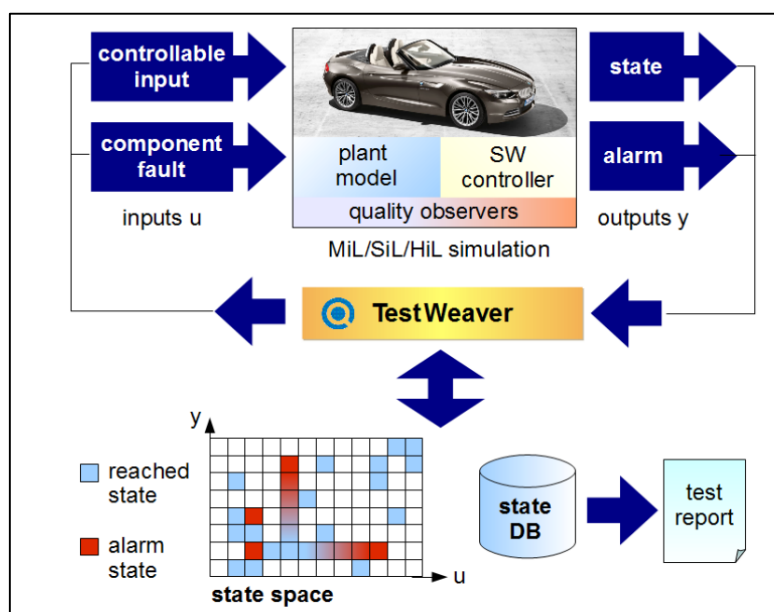 controllable
input
state
component
fault
alarm
plant
model
SW
controller
quality observers
inputs u
outputs y
MiL/SiL/HiL simulation
TestWeaver
y
reached
state
alarm
state
u
state space
state
DB
test
report